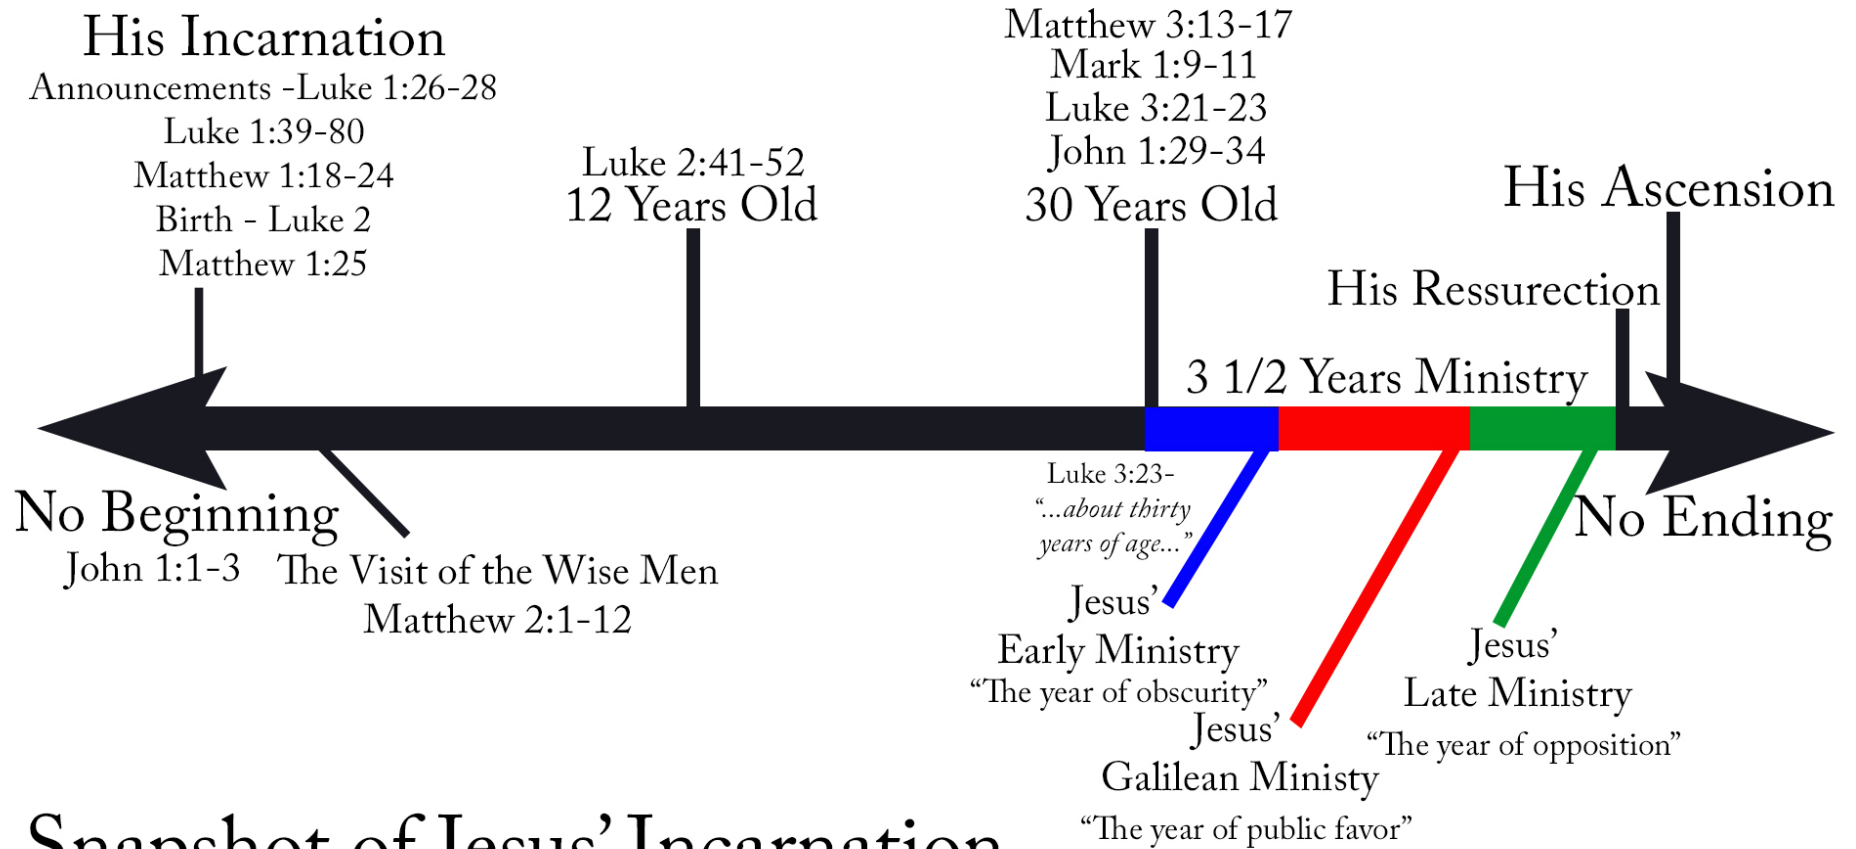 His Incarnation
Announcements -Luke 1:26-28
Luke 1:39-80
Matthew 1:18-24
Birth - Luke 2
Matthew 1:25
Luke 2:41-52
12 Years Old
Matthew 3:13-17
Mark 1:9-11
Luke 3:21-23
John 1:29-34
30 Years Old
His Ascension
His Ressurection
3 1/2 Years Ministry
No Beginning
John 1:1-3
The Visit of the Wise Men
Matthew 2:1-12
Luke 3:23-
“...about thirty
years of age...”
No Ending
Jesus’
Early Ministry
“The year of obscurity”
Jesus’
Galilean Ministy
“The year of public favor”
Jesus’
Late Ministry
“The year of opposition”
Snapshot of Jesus’ Incarnation